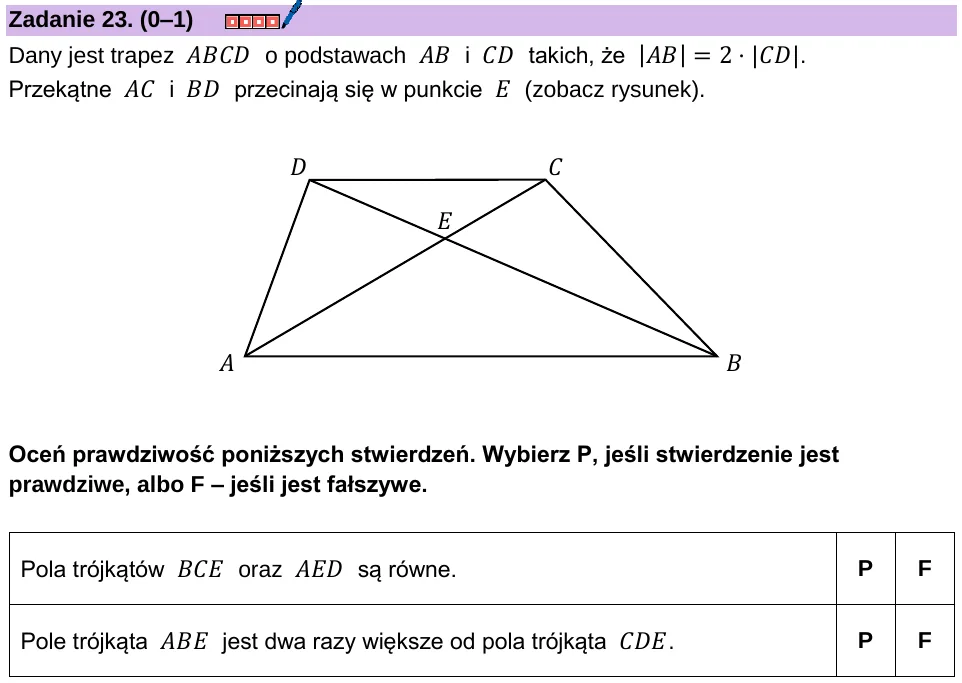 Zadanie 23. (0–1)
Dany jest trapez ABCD o podstawach AB i CD takich, że |AB| = 2 · |CD|.
Przekątne AC i BD przecinają się w punkcie E (zobacz rysunek).
D C
E
A B
Oceń prawdziwość poniższych stwierdzeń. Wybierz P, jeśli stwierdzenie jest
prawdziwe, albo F – jeśli jest fałszywe.
Pola trójkątów BCE oraz AED są równe. P F
Pole trójkąta ABE jest dwa razy większe od pola trójkąta CDE. P F